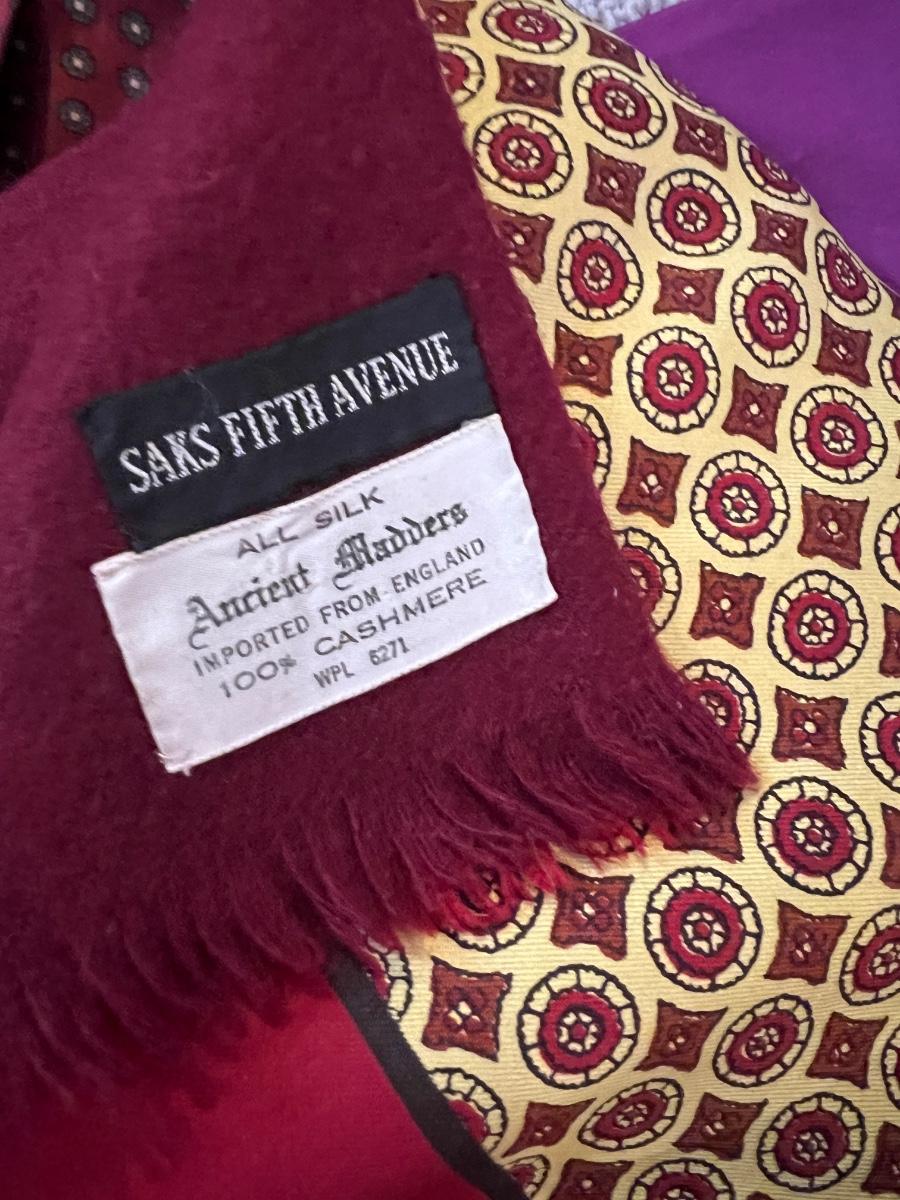 SAKS FIFTH AVENUE
ALL SILK
Ancient Madders
IMPORTED FROM ENGLAND
100% CASHMERE
WPL 6271